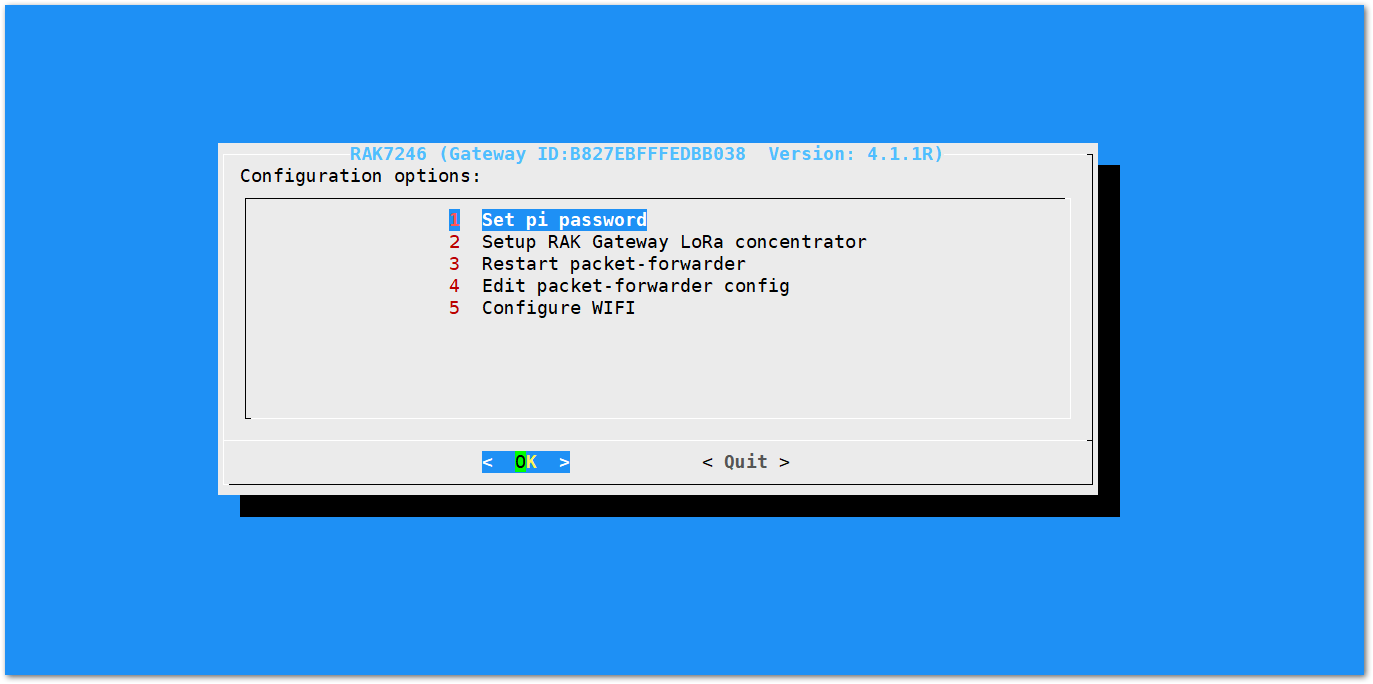 RAK7246 (Gateway ID:B827EBFFFEDBB038  Version: 4.1.1R)
Configuration options:
1  Set pi password
2  Setup RAK Gateway LoRa concentrator
3  Restart packet-forwarder
4  Edit packet-forwarder config
5  Configure WIFI
<  OK  >  < Quit >